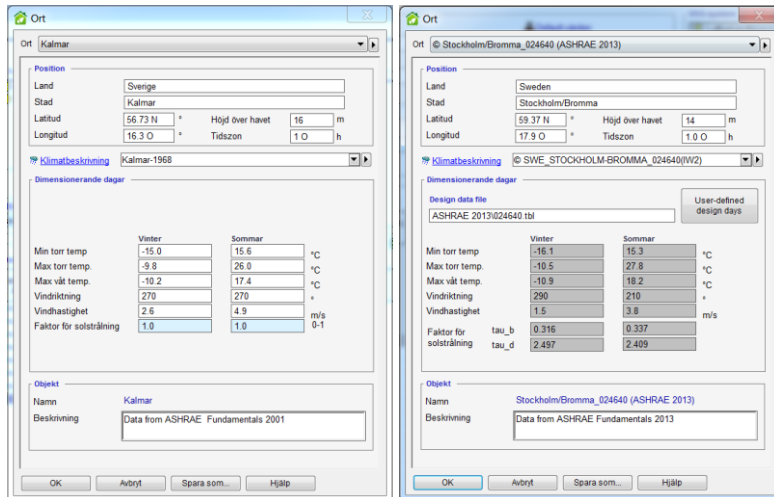 Ort
Ort Kalmar
Position
Land Sverige
Stad Kalmar
Latitud 56.73 N ° Höjd över havet 16 m
Longitud 16.3 O ° Tidszon 1 O h
Klimatbeskrivning Kalmar-1968
Dimensionerande dagar
Vinter Sommar
Min torr temp -15.0 15.6 °C
Max torr temp. -9.8 26.0 °C
Max våt temp. -10.2 17.4 °C
Vindriktning 270 270 °
Vindhastighet 2.6 4.9 m/s
Faktor för solstrålning 1.0 1.0 0-1
Objekt
Namn Kalmar
Beskrivning Data from ASHRAE Fundamentals 2001
OK Avbryt Spara som... Hjälp
Ort
Ort © Stockholm/Bromma_024640 (ASHRAE 2013)
Position
Land Sweden
Stad Stockholm/Bromma
Latitud 59.37 N ° Höjd över havet 14 m
Longitud 17.9 O ° Tidszon 1.0 O h
Klimatbeskrivning © SWE_STOCKHOLM-BROMMA_024640(IW2)
Dimensionerande dagar
Design data file
ASHRAE 2013\024640.tbl
User-defined
design days
Vinter Sommar
Min torr temp -16.1 15.3 °C
Max torr temp. -10.5 27.8 °C
Max våt temp. -10.9 18.2 °C
Vindriktning 290 210 °
Vindhastighet 1.5 3.8 m/s
Faktor för solstrålning tau_b 0.316 0.337
tau_d 2.497 2.409
Objekt
Namn Stockholm/Bromma_024640 (ASHRAE 2013)
Beskrivning Data from ASHRAE Fundamentals 2013
OK Avbryt Spara som... Hjälp